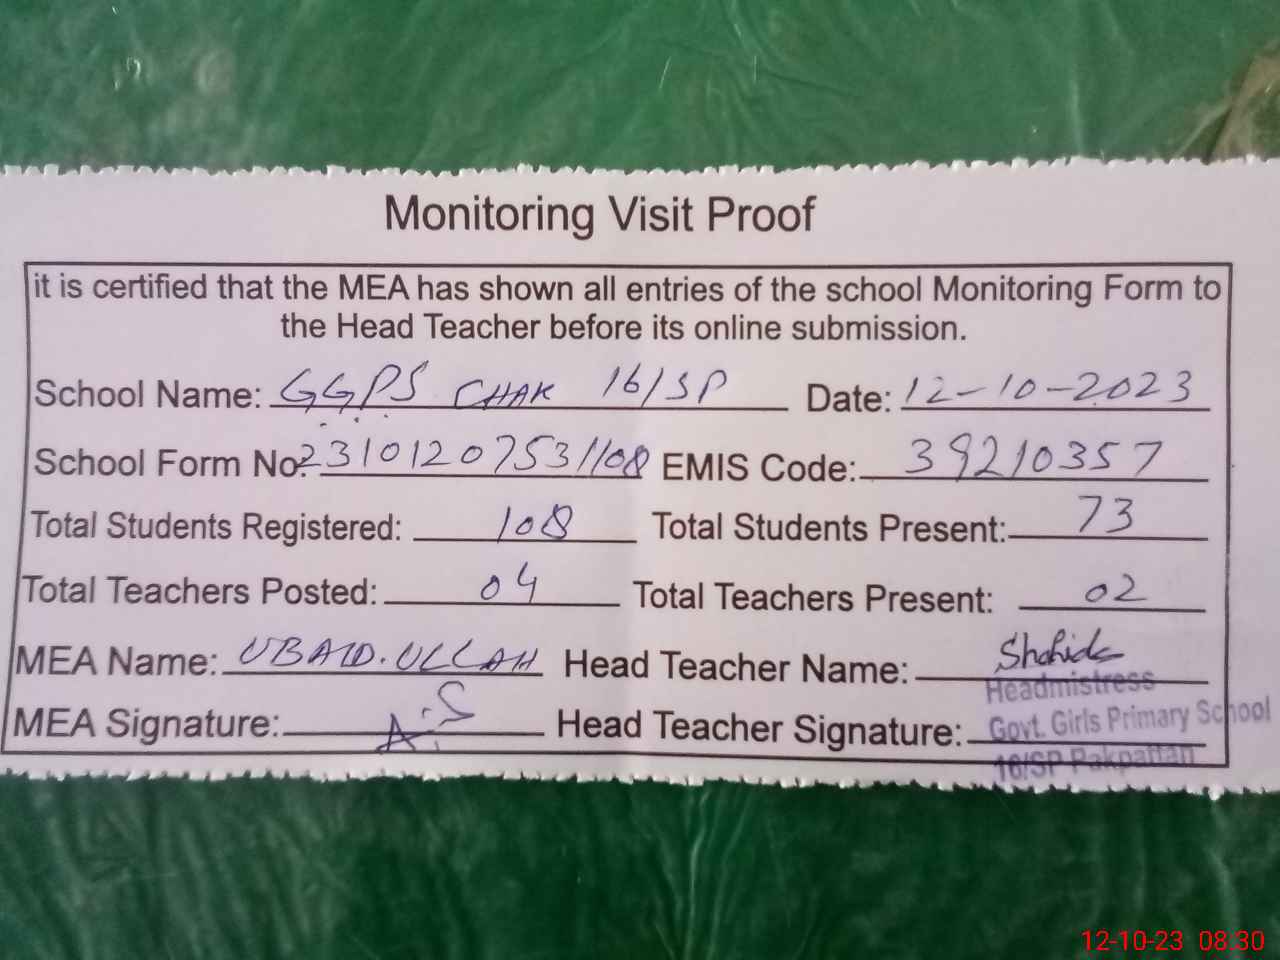 Monitoring Visit Proof
it is certified that the MEA has shown all entries of the school Monitoring Form to
the Head Teacher before its online submission.
School Name: GGPS CHAK 16/SP Date: 12-10-2023
School Form No: 23101207531108 EMIS Code: 39210357
Total Students Registered: 108 Total Students Present: 73
Total Teachers Posted: 04 Total Teachers Present: 02
MEA Name: UBAID.ULLAH Head Teacher Name: Shahida
Headmistress
MEA Signature: Head Teacher Signature: Govt. Girls Primary School
16/SP Pakpattan
12-10-23 08.30